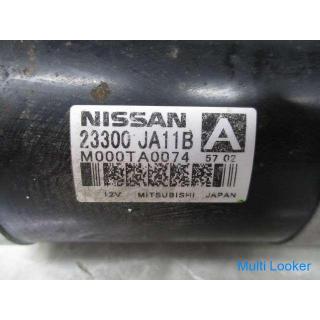 NISSAN
23300 JA11B A
M000TA0074 57 02
12V MITSUBISHI JAPAN
Multi Looker